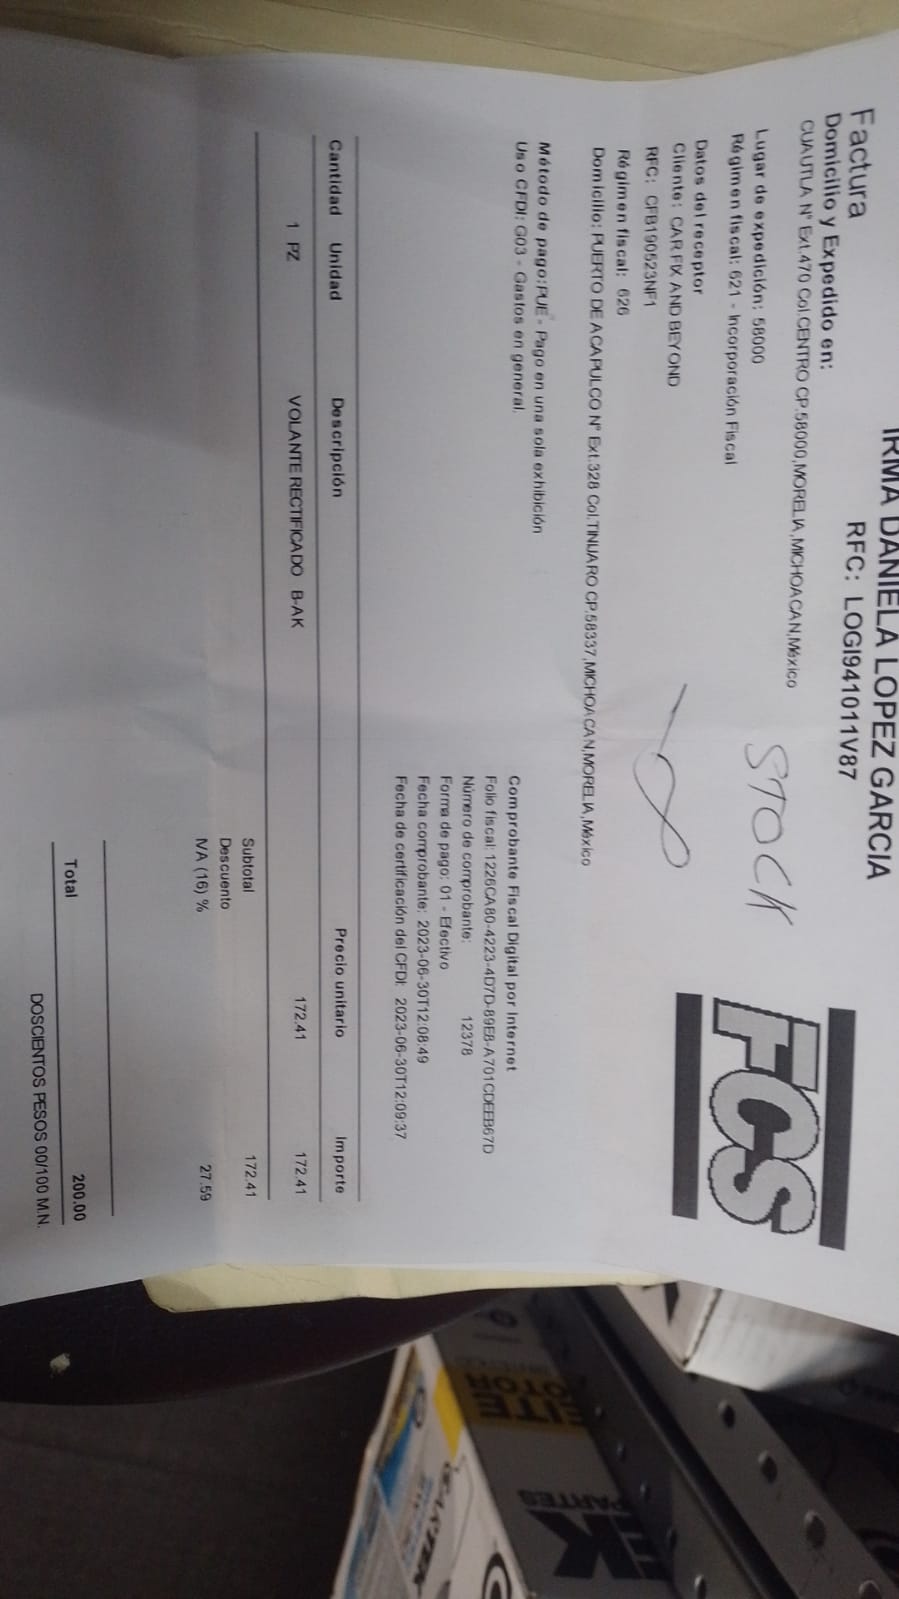 IRMA DANIELA LOPEZ GARCIA
RFC: LOGI941011V87
Factura
Domicilio y Expedido en:
CUAUTLA N° Ext.470 Col.CENTRO CP.58000,MORELIA,MICHOACAN,México
STOCK
FCS
Lugar de expedición: 58000
Régimen fiscal: 621 - Incorporación Fiscal
Datos del receptor
Cliente: CAR FIX AND BEYOND
RFC: CFB190523NF1
Régimen fiscal: 626
Domicilio: PUERTO DE ACAPULCO N° Ext.328 Col.TINIJARO CP.58337,MICHOACAN,MORELIA,México
Método de pago:PUE - Pago en una sola exhibición
Uso CFDI: G03 - Gastos en general.
Comprobante Fiscal Digital por Internet
Folio fiscal: 1226CA80-4223-4D7D-89E8-A701CDEEB67D
Número de comprobante: 12378
Forma de pago: 01 - Efectivo
Fecha comprobante: 2023-06-30T12:08:49
Fecha de certificación del CFDI: 2023-06-30T12:09:37
Cantidad Unidad Descripción Precio unitario Importe
1 PZ VOLANTE RECTIFICADO B-AK 172.41 172.41
Subtotal 172.41
Descuento
IVA (16) % 27.59
Total 200.00
DOSCIENTOS PESOS 00/100 M.N.